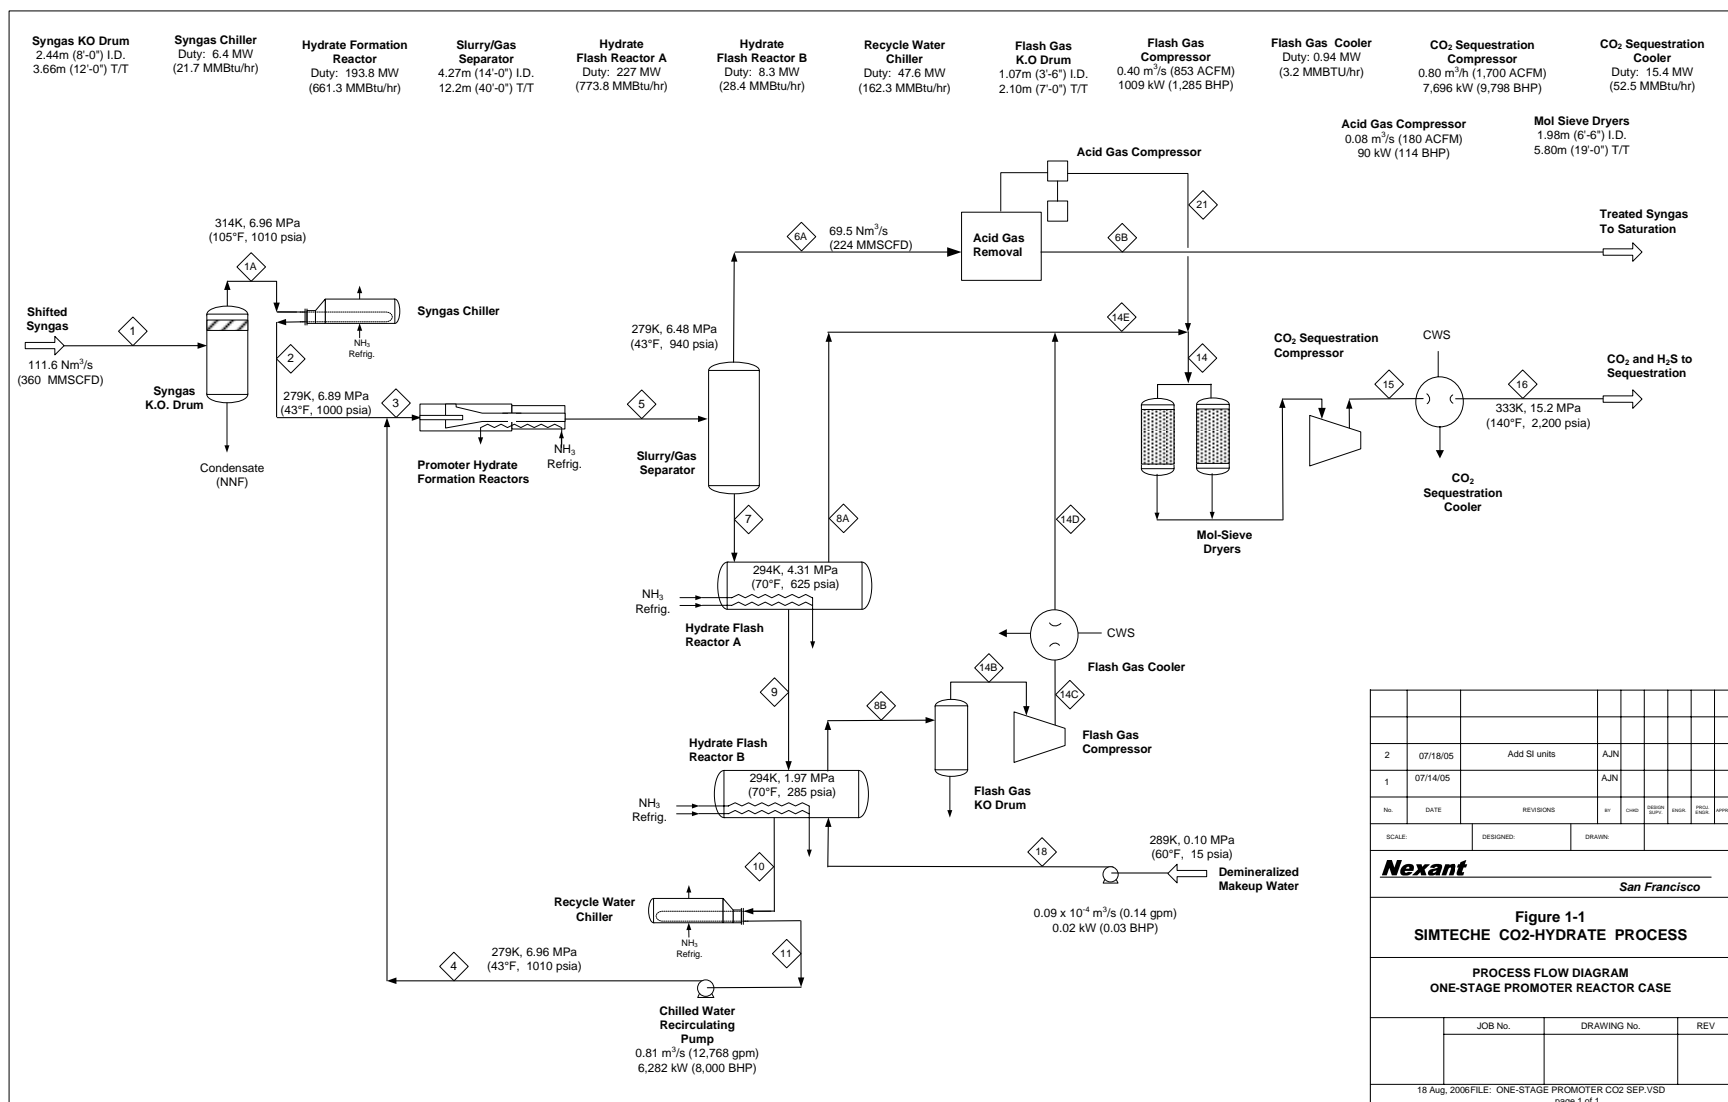 Syngas KO Drum
2.44m (8'-0") I.D.
3.66m (12'-0") T/T
Syngas Chiller
Duty: 6.4 MW
(21.7 MMBtu/hr)
Hydrate Formation
Reactor
Duty: 193.8 MW
(661.3 MMBtu/hr)
Slurry/Gas
Separator
4.27m (14'-0") I.D.
12.2m (40'-0") T/T
Hydrate
Flash Reactor A
Duty: 227 MW
(773.8 MMBtu/hr)
Hydrate
Flash Reactor B
Duty: 8.3 MW
(28.4 MMBtu/hr)
Recycle Water
Chiller
Duty: 47.6 MW
(162.3 MMBtu/hr)
Flash Gas
K.O Drum
1.07m (3'-6") I.D.
2.10m (7'-0") T/T
Flash Gas
Compressor
0.40 m³/s (853 ACFM)
1009 kW (1,285 BHP)
Flash Gas Cooler
Duty: 0.94 MW
(3.2 MMBTU/hr)
CO₂ Sequestration
Compressor
0.80 m³/h (1,700 ACFM)
7,696 kW (9,798 BHP)
CO₂ Sequestration
Cooler
Duty: 15.4 MW
(52.5 MMBtu/hr)
Acid Gas Compressor
0.08 m³/s (180 ACFM)
90 kW (114 BHP)
Mol Sieve Dryers
1.98m (6'-6") I.D.
5.80m (19'-0") T/T
Acid Gas Compressor
21
314K, 6.96 MPa
(105°F, 1010 psia)
1A
6A
69.5 Nm³/s
(224 MMSCFD)
Acid Gas
Removal
6B
Treated Syngas
To Saturation
Shifted
Syngas
1
111.6 Nm³/s
(360 MMSCFD)
Syngas
K.O. Drum
Condensate
(NNF)
Syngas Chiller
NH₃
Refrig.
2
279K, 6.89 MPa
(43°F, 1000 psia)
3
Promoter Hydrate
Formation Reactors
NH₃
Refrig.
5
279K, 6.48 MPa
(43°F, 940 psia)
Slurry/Gas
Separator
14E
14
CO₂ Sequestration
Compressor
CWS
15
16
333K, 15.2 MPa
(140°F, 2,200 psia)
CO₂ and H₂S to
Sequestration
CO₂
Sequestration
Cooler
Mol-Sieve
Dryers
7
8A
14D
294K, 4.31 MPa
(70°F, 625 psia)
NH₃
Refrig.
Hydrate Flash
Reactor A
CWS
Flash Gas Cooler
14B
14C
9
8B
Flash Gas
Compressor
Hydrate Flash
Reactor B
294K, 1.97 MPa
(70°F, 285 psia)
NH₃
Refrig.
Flash Gas
KO Drum
10
18
289K, 0.10 MPa
(60°F, 15 psia)
Demineralized
Makeup Water
0.09 x 10⁻⁴ m³/s (0.14 gpm)
0.02 kW (0.03 BHP)
Recycle Water
Chiller
NH₃
Refrig.
11
4
279K, 6.96 MPa
(43°F, 1010 psia)
Chilled Water
Recirculating
Pump
0.81 m³/s (12,768 gpm)
6,282 kW (8,000 BHP)
2 07/18/05 Add SI units AJN
1 07/14/05 AJN
No. DATE REVISIONS BY CHKD DESIGN SUPV. ENGR. PROJ. ENGR. APPR.
SCALE: DESIGNED: DRAWN:
Nexant
San Francisco
Figure 1-1
SIMTECHE CO2-HYDRATE PROCESS
PROCESS FLOW DIAGRAM
ONE-STAGE PROMOTER REACTOR CASE
JOB No. DRAWING No. REV
18 Aug, 2006FILE: ONE-STAGE PROMOTER CO2 SEP.VSD
page 1 of 1